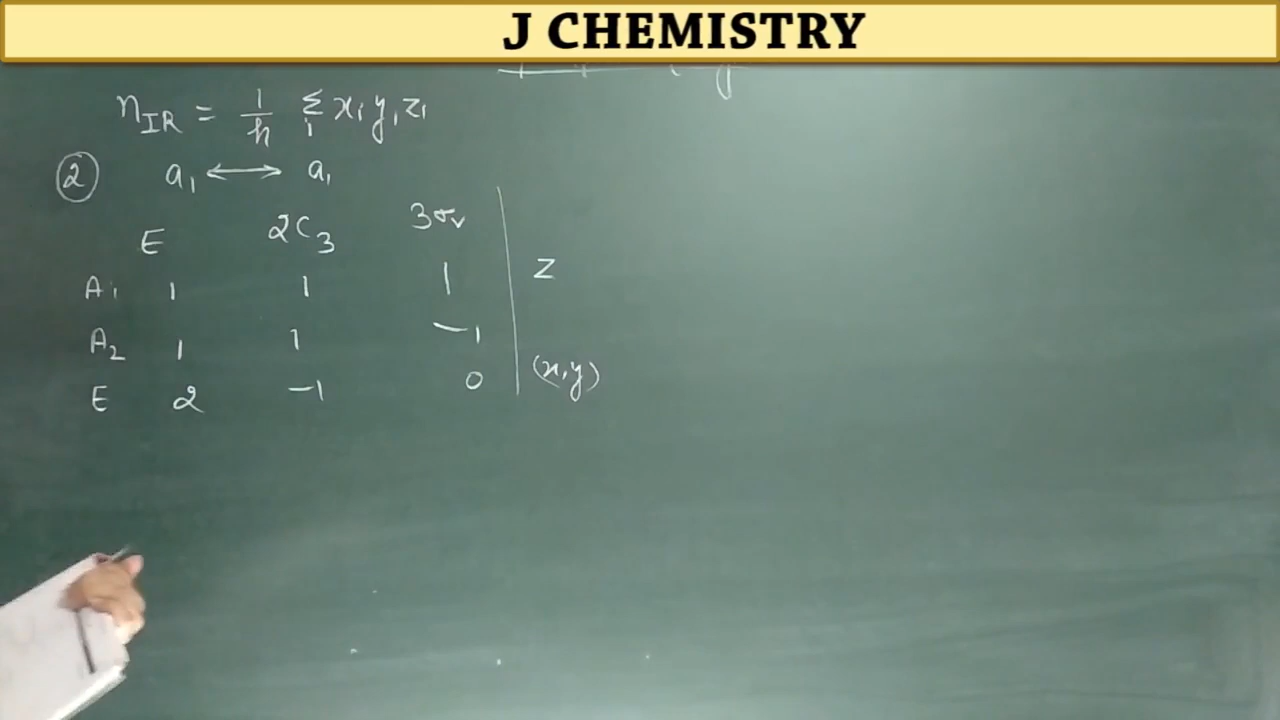 J CHEMISTRY
n_IR = 1/h Σ_i x_i y_i z_i
② a₁ ⟷ a₁
E 2C₃ 3σᵥ
A₁ 1 1 1 z
A₂ 1 1 -1
E 2 -1 0 (x,y)